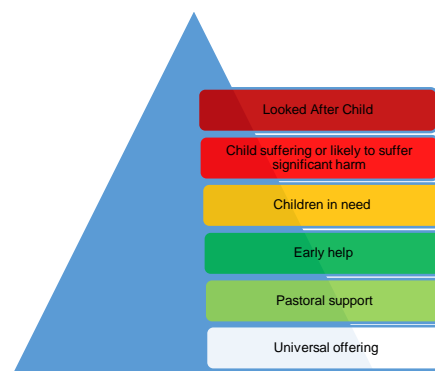 Looked After Child
Child suffering or likely to suffer
significant harm
Children in need
Early help
Pastoral support
Universal offering